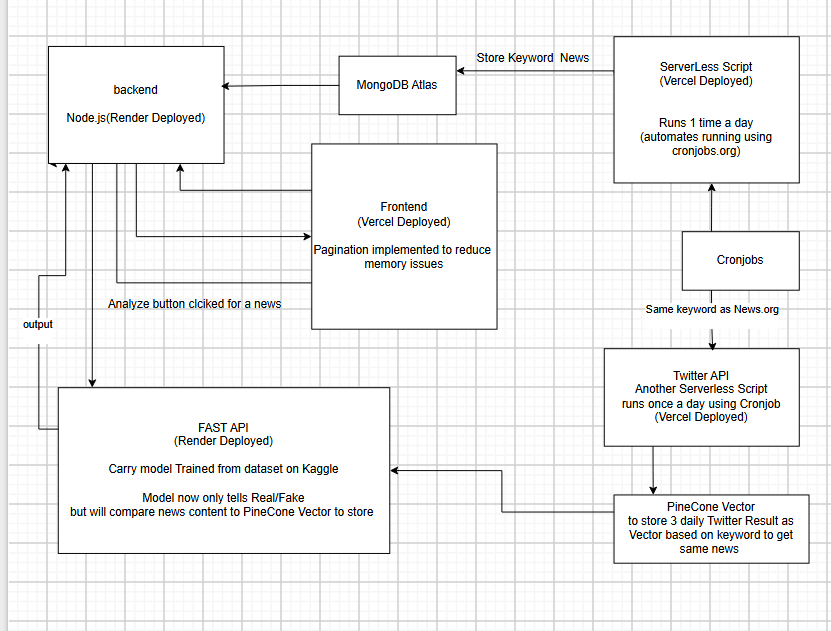 backend
Node.js(Render Deployed)
MongoDB Atlas
Store Keyword News
ServerLess Script
(Vercel Deployed)
Runs 1 time a day
(automates running using
cronjobs.org)
Frontend
(Vercel Deployed)
Pagination implemented to reduce
memory issues
Cronjobs
Analyze button clciked for a news
Same keyword as News.org
output
Twitter API
Another Serverless Script
runs once a day using Cronjob
(Vercel Deployed)
FAST API
(Render Deployed)
Carry model Trained from dataset on Kaggle
Model now only tells Real/Fake
but will compare news content to PineCone Vector to store
PineCone Vector
to store 3 daily Twitter Result as
Vector based on keyword to get
same news